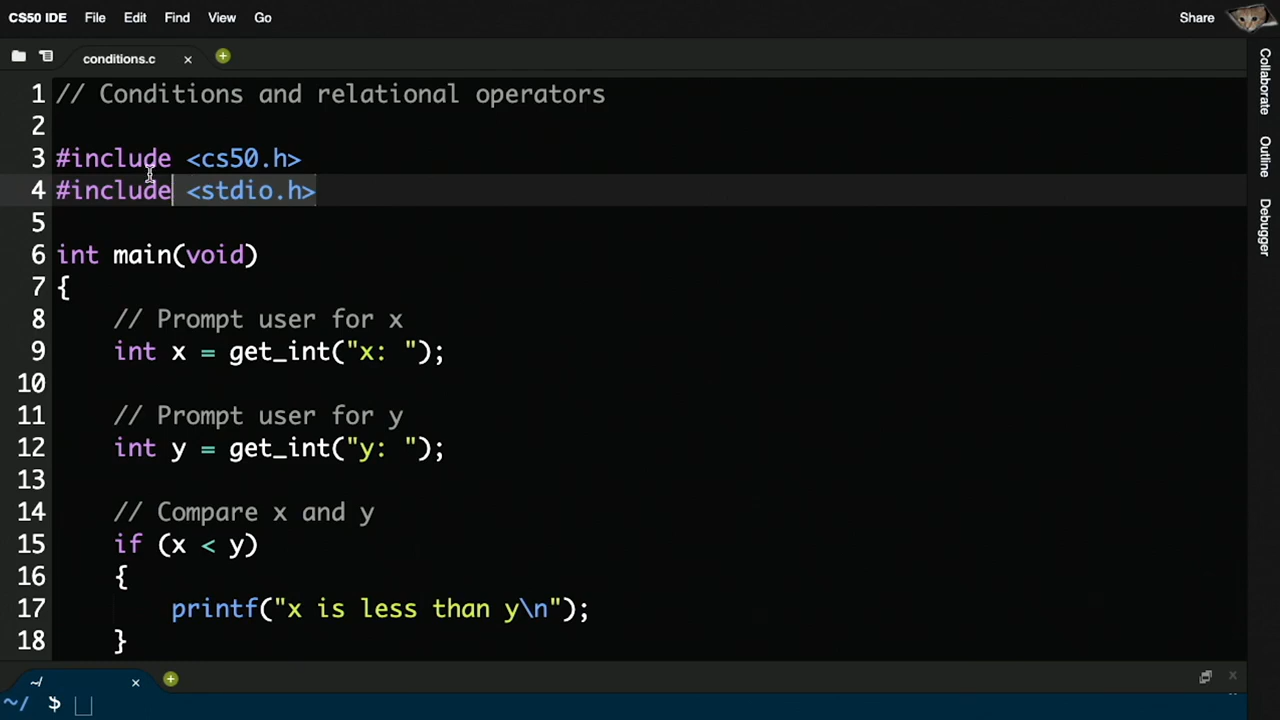 CS50 IDE File Edit Find View Go Share
conditions.c
1 // Conditions and relational operators
2
3 #include <cs50.h>
4 #include <stdio.h>
5
6 int main(void)
7 {
8     // Prompt user for x
9     int x = get_int("x: ");
10
11     // Prompt user for y
12     int y = get_int("y: ");
13
14     // Compare x and y
15     if (x < y)
16     {
17         printf("x is less than y\n");
18     }
~/
~/ $
Collaborate
Outline
Debugger